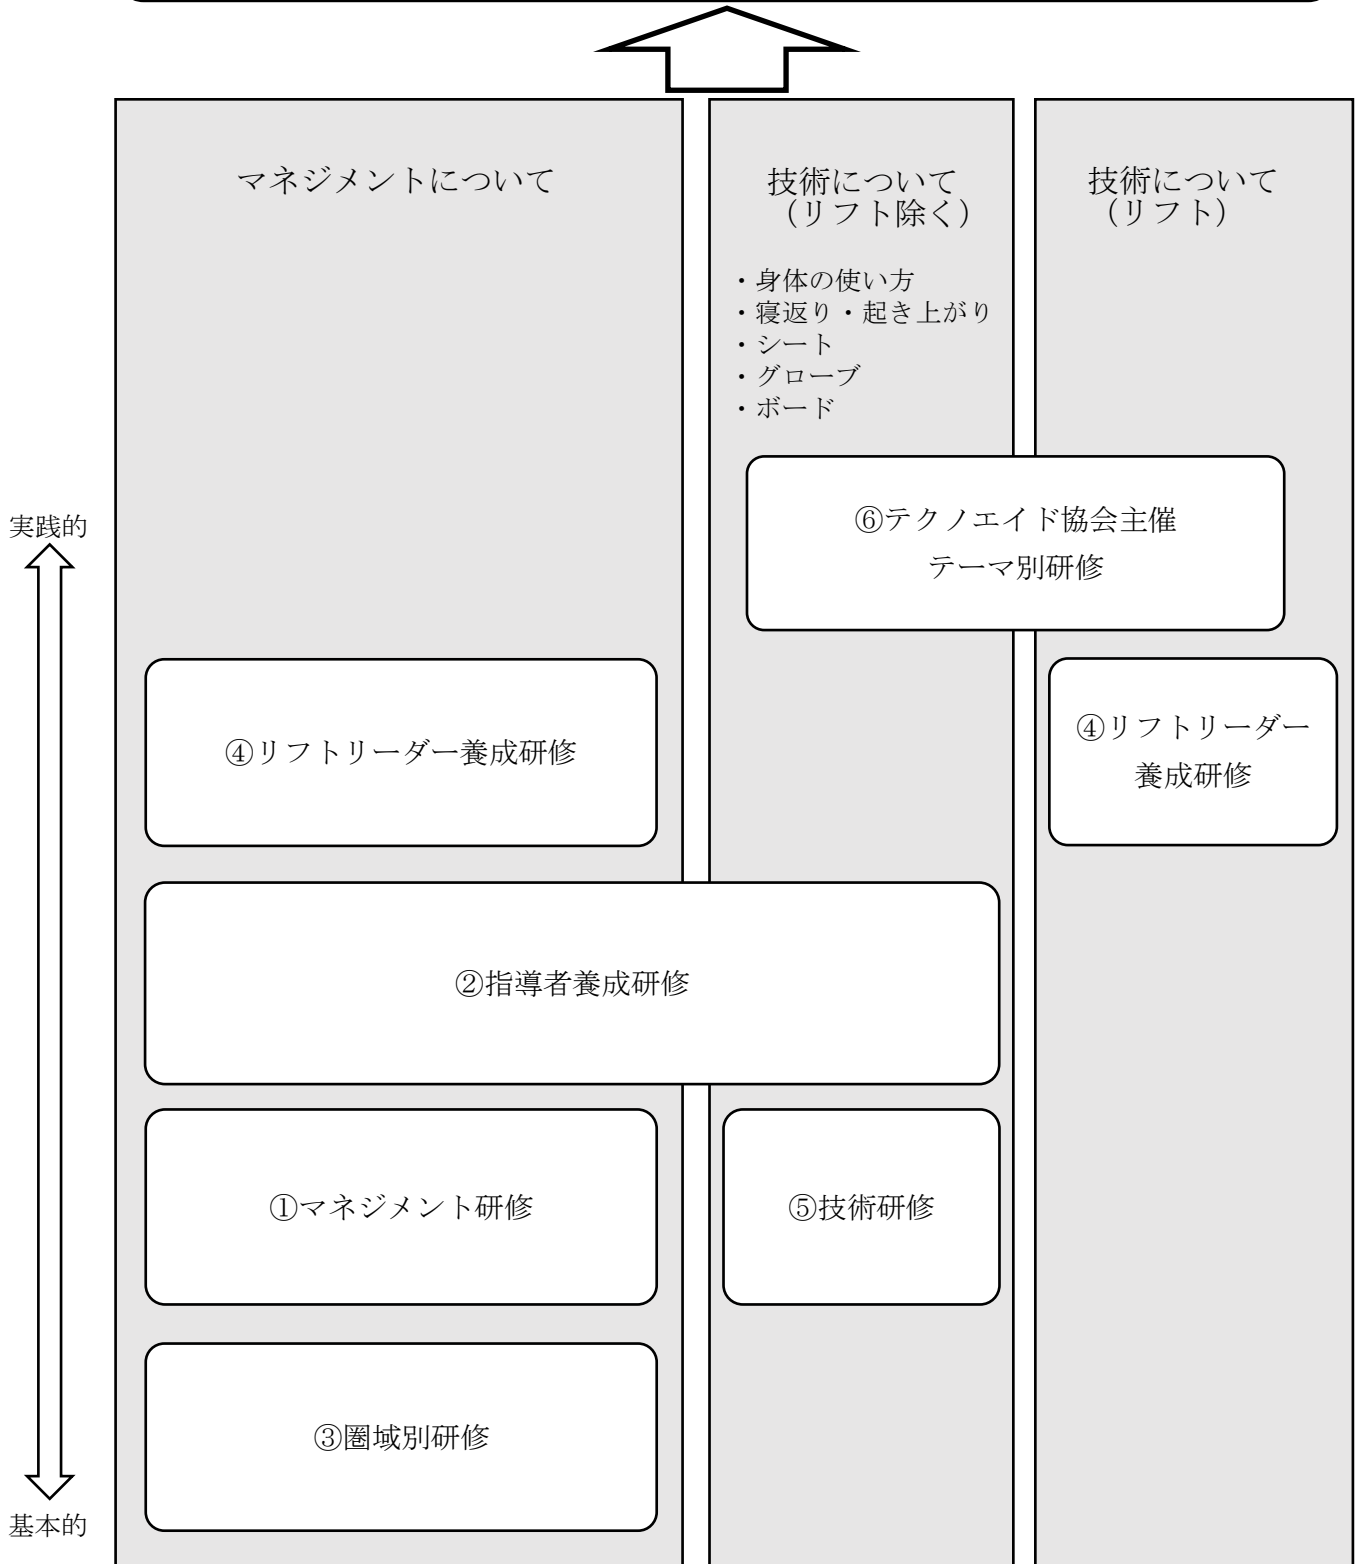 マネジメントについて
技術について
（リフト除く）
・身体の使い方
・寝返り・起き上がり
・シート
・グローブ
・ボード
技術について
（リフト）
実践的
⑥テクノエイド協会主催
テーマ別研修
④リフトリーダー養成研修
④リフトリーダー
養成研修
②指導者養成研修
①マネジメント研修
⑤技術研修
③圏域別研修
基本的